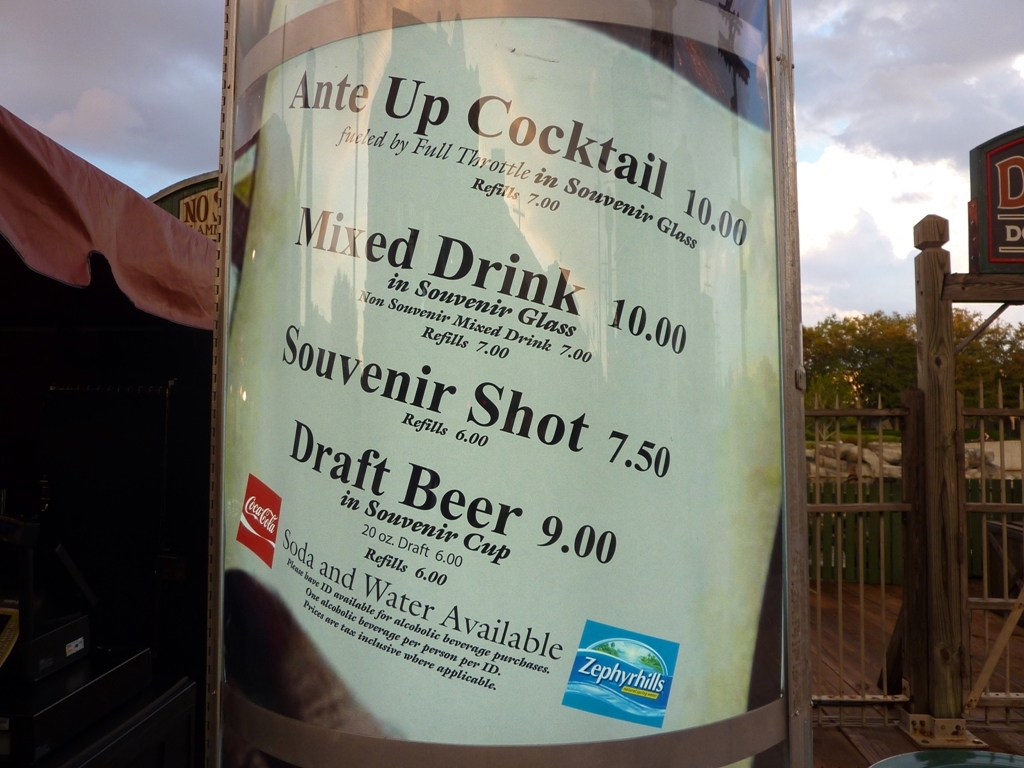 Ante Up Cocktail 10.00
fueled by Full Throttle in Souvenir Glass
Refills 7.00
Mixed Drink 10.00
in Souvenir Glass
Non Souvenir Mixed Drink 7.00
Refills 7.00
Souvenir Shot 7.50
Refills 6.00
Draft Beer 9.00
in Souvenir Cup
20 oz. Draft 6.00
Refills 6.00
Coca-Cola
Soda and Water Available
Please have ID available for alcoholic beverage purchases.
One alcoholic beverage per person per ID.
Prices are tax inclusive where applicable.
Zephyrhills
NO